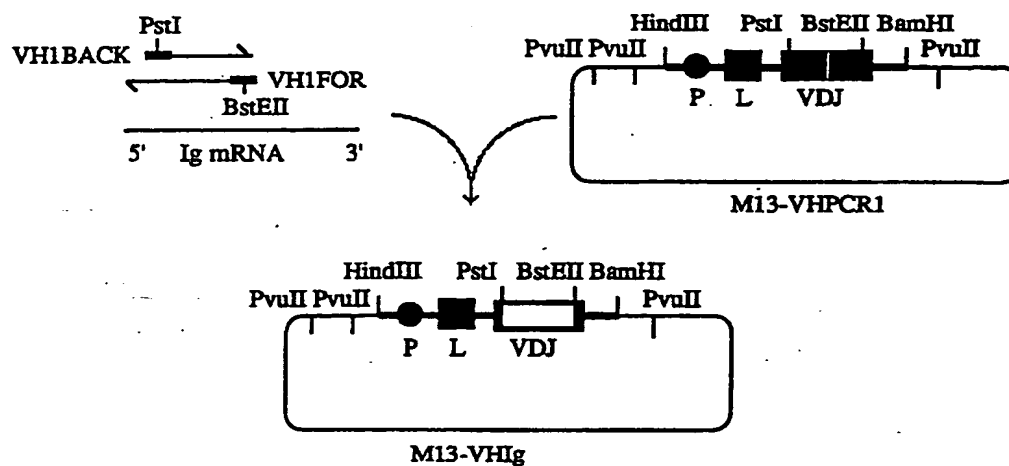 PstI
VH1BACK
VH1FOR
BstEII
5' Ig mRNA 3'
HindIII PstI BstEII BamHI
PvuII PvuII PvuII
P L VDJ
M13-VHPCR1
HindIII PstI BstEII BamHI
PvuII PvuII PvuII
P L VDJ
M13-VHIg